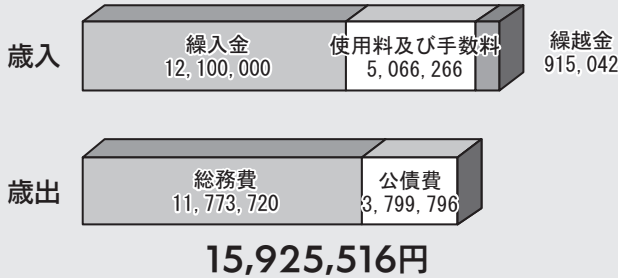 歳入
繰入金
12,100,000
使用料及び手数料
5,066,266
繰越金
915,042
歳出
総務費
11,773,720
公債費
3,799,796
15,925,516円